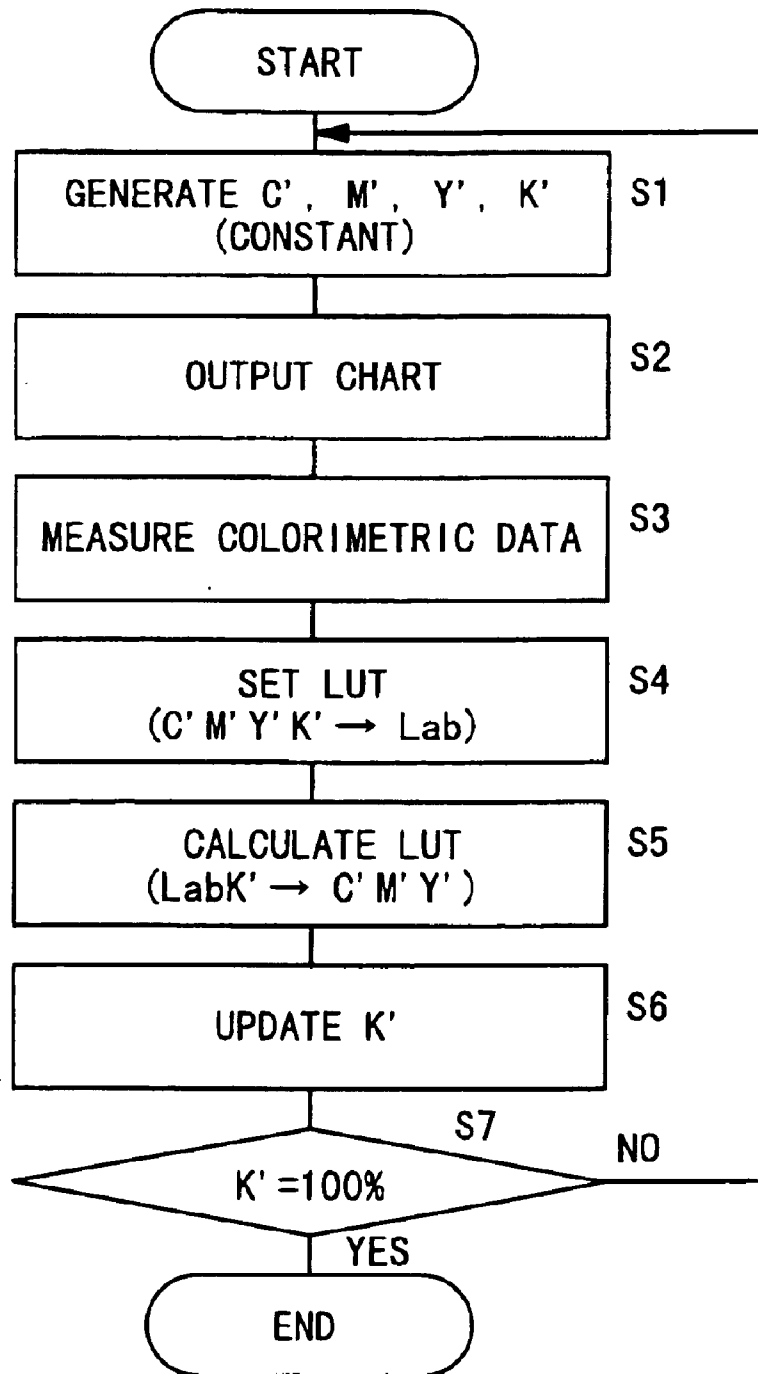 START
GENERATE C', M', Y', K'
(CONSTANT)
S1
OUTPUT CHART
S2
MEASURE COLORIMETRIC DATA
S3
SET LUT
(C'M'Y'K' → Lab)
S4
CALCULATE LUT
(LabK' → C'M'Y')
S5
UPDATE K'
S6
S7
K'=100%
NO
YES
END